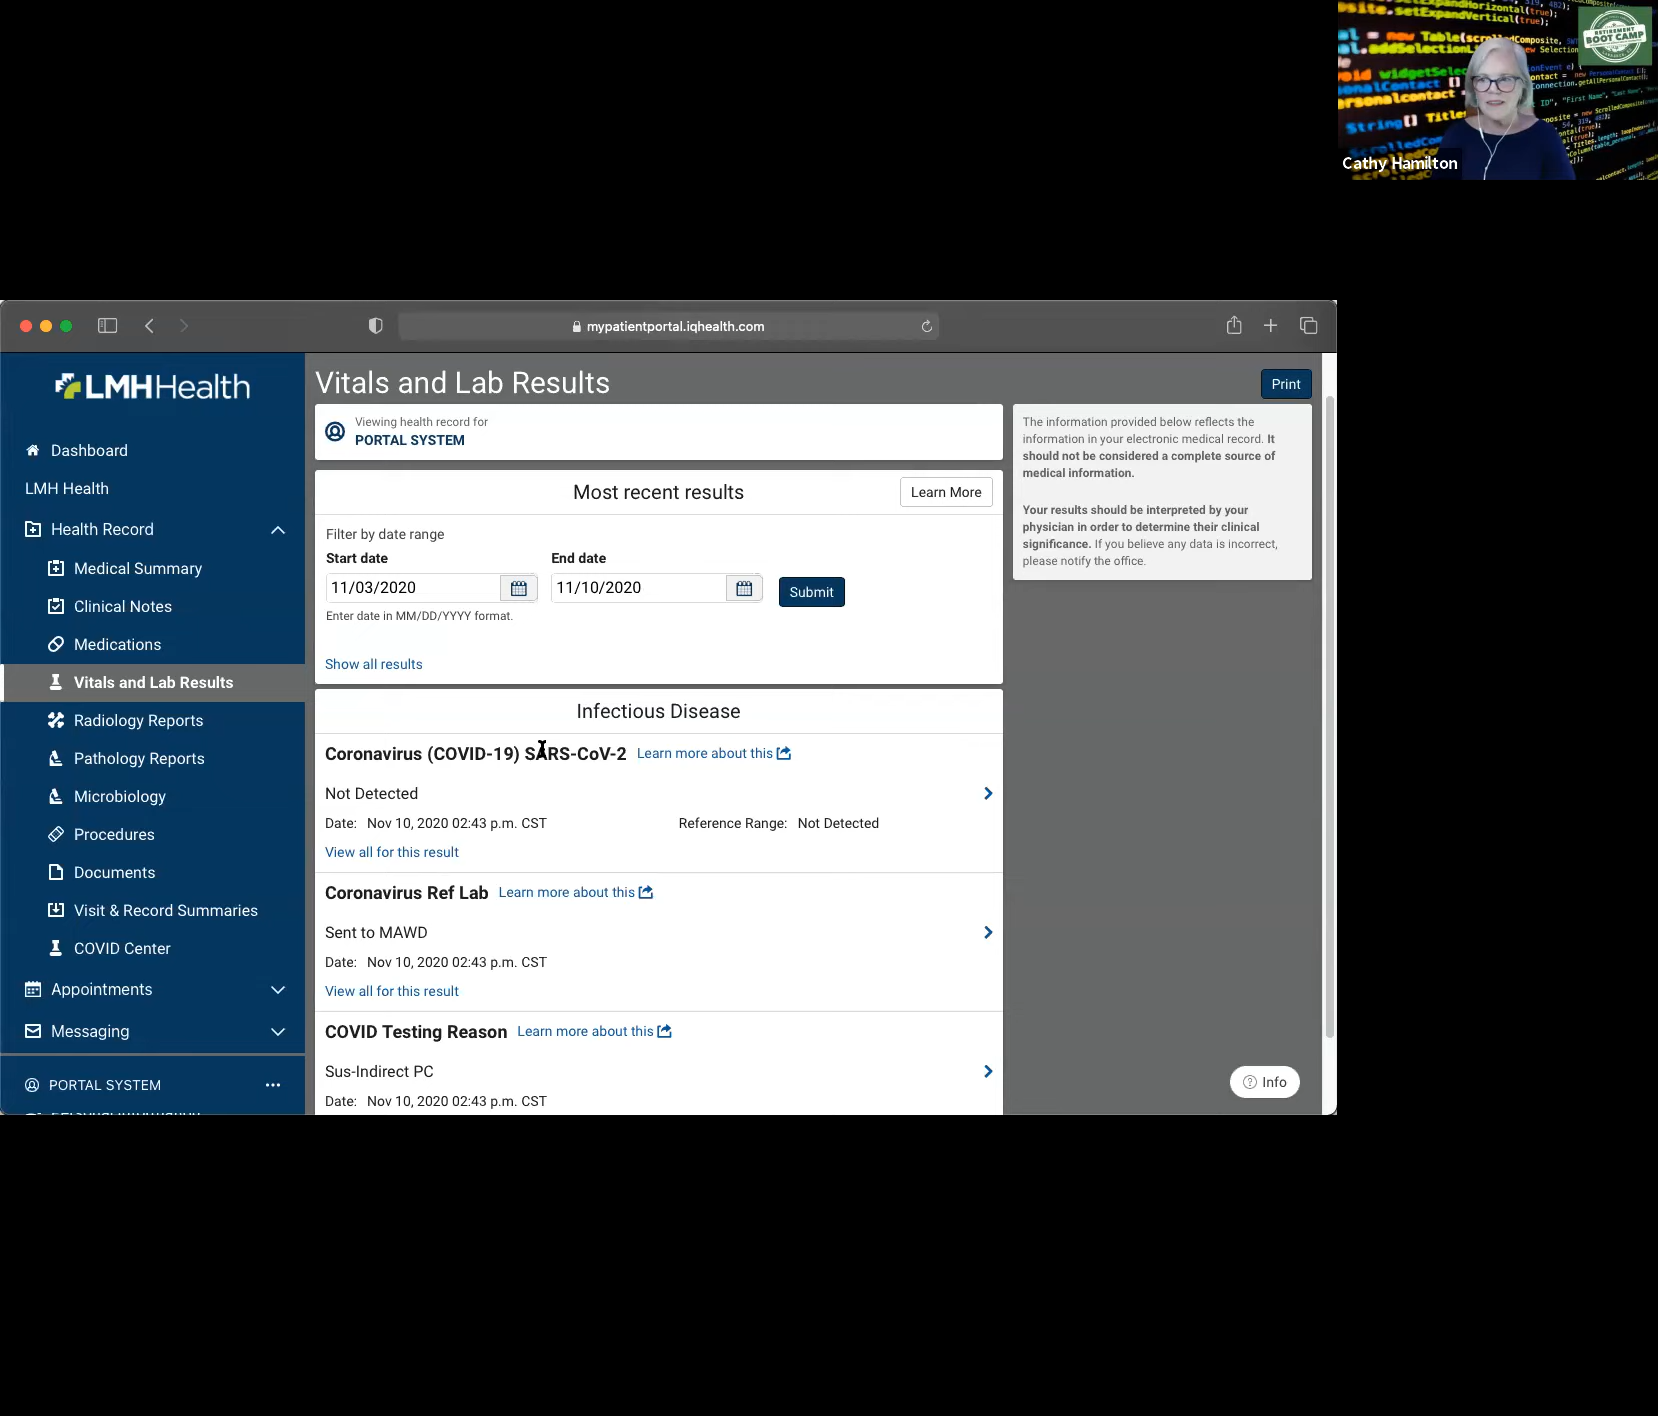 RETIREMENT
BOOT CAMP
Cathy Hamilton
mypatientportal.iqhealth.com
LMH Health
Vitals and Lab Results
Print
Dashboard
LMH Health
Health Record
Medical Summary
Clinical Notes
Medications
Vitals and Lab Results
Radiology Reports
Pathology Reports
Microbiology
Procedures
Documents
Visit & Record Summaries
COVID Center
Appointments
Messaging
PORTAL SYSTEM
Viewing health record for
PORTAL SYSTEM
Most recent results
Learn More
Filter by date range
Start date
End date
11/03/2020
11/10/2020
Submit
Enter date in MM/DD/YYYY format.
Show all results
Infectious Disease
Coronavirus (COVID-19) SARS-CoV-2 Learn more about this
Not Detected
Date: Nov 10, 2020 02:43 p.m. CST Reference Range: Not Detected
View all for this result
Coronavirus Ref Lab Learn more about this
Sent to MAWD
Date: Nov 10, 2020 02:43 p.m. CST
View all for this result
COVID Testing Reason Learn more about this
Sus-Indirect PC
Date: Nov 10, 2020 02:43 p.m. CST
The information provided below reflects the
information in your electronic medical record. It
should not be considered a complete source of
medical information.
Your results should be interpreted by your
physician in order to determine their clinical
significance. If you believe any data is incorrect,
please notify the office.
Info